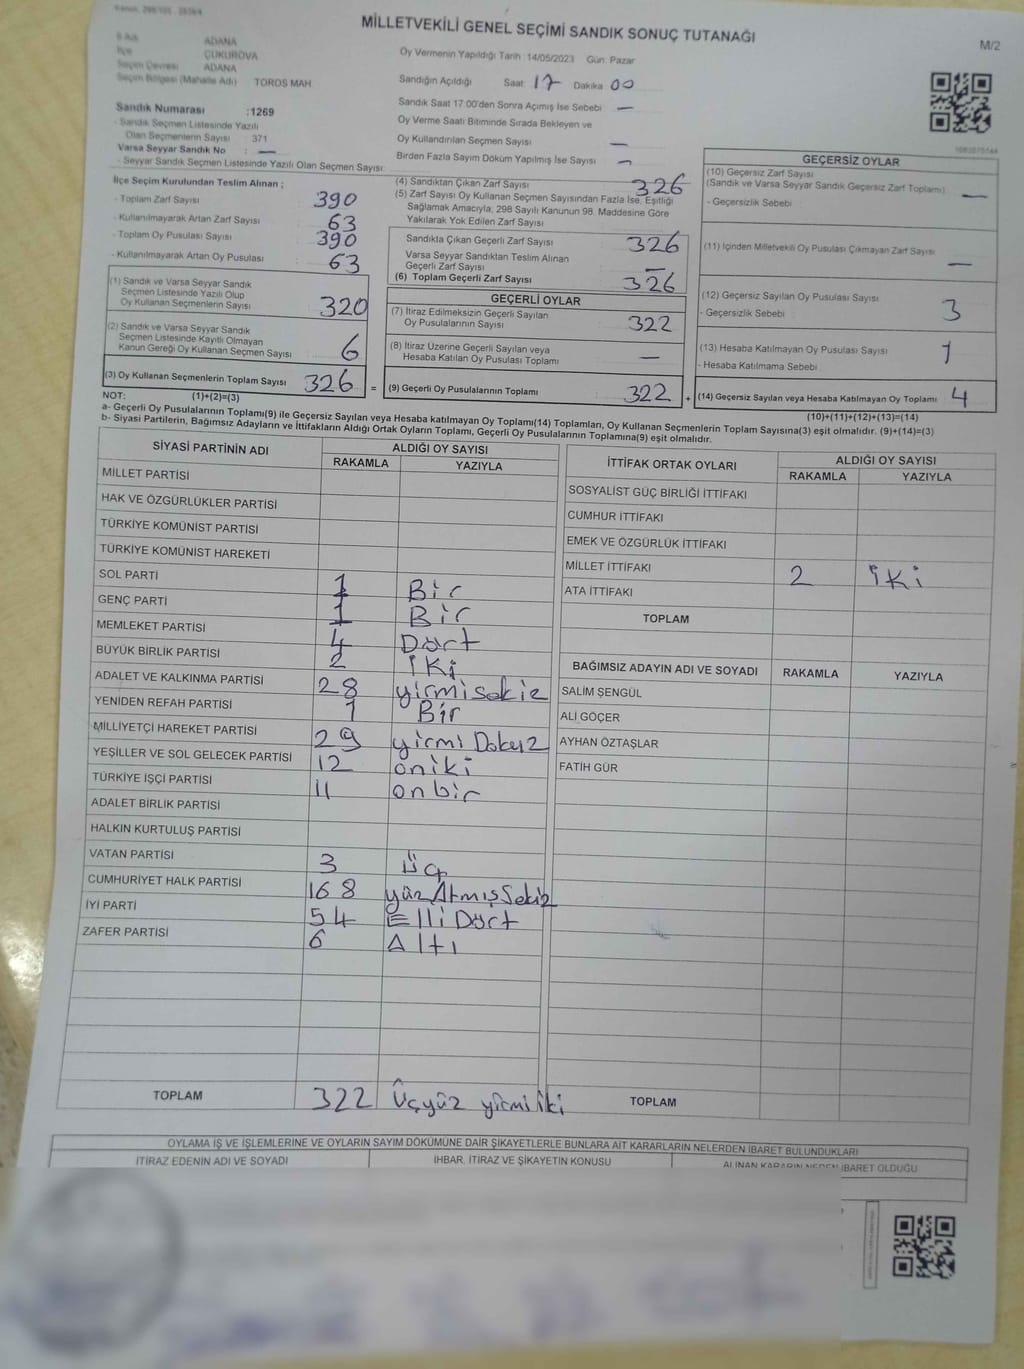 MİLLETVEKİLİ GENEL SEÇİMİ SANDIK SONUÇ TUTANAĞI
M/2
İli Adı ADANA
İlçe ÇUKUROVA
Seçim Çevresi ADANA
Seçim Bölgesi (Mahalle Adı) TOROS MAH
Sandık Numarası :1269
- Sandık Seçmen Listesinde Yazılı
Olan Seçmenlerin Sayısı : 371
Varsa Seyyar Sandık No : —
- Seyyar Sandık Seçmen Listesinde Yazılı Olan Seçmen Sayısı:
Oy Vermenin Yapıldığı Tarih :14/05/2023 Gün: Pazar
Sandığın Açıldığı Saat: 17 Dakika 00
Sandık Saat 17:00'den Sonra Açımış İse Sebebi —
Oy Verme Saati Bitiminde Sırada Bekleyen ve
Oy Kullandırılan Seçmen Sayısı —
Birden Fazla Sayım Döküm Yapılmış İse Sayısı —
İlçe Seçim Kurulundan Teslim Alınan ;
- Toplam Zarf Sayısı 390
- Kullanılmayarak Artan Zarf Sayısı 63
- Toplam Oy Pusulası Sayısı 390
- Kullanılmayarak Artan Oy Pusulası 63
(1) Sandık ve Varsa Seyyar Sandık
Seçmen Listesinde Yazılı Olup
Oy Kullanan Seçmenlerin Sayısı 320
(2) Sandık ve Varsa Seyyar Sandık
Seçmen Listesinde Kayıtlı Olmayan
Kanun Gereği Oy Kullanan Seçmen Sayısı 6
(3) Oy Kullanan Seçmenlerin Toplam Sayısı 326 =
(4) Sandıktan Çıkan Zarf Sayısı 326
(5) Zarf Sayısı Oy Kullanan Seçmen Sayısından Fazla İse, Eşitliği
Sağlamak Amacıyla, 298 Sayılı Kanunun 98. Maddesine Göre
Yakılarak Yok Edilen Zarf Sayısı
Sandıkta Çıkan Geçerli Zarf Sayısı 326
Varsa Seyyar Sandıktan Teslim Alınan
Geçerli Zarf Sayısı —
(6) Toplam Geçerli Zarf Sayısı 326
GEÇERLİ OYLAR
(7) İtiraz Edilmeksizin Geçerli Sayılan
Oy Pusulalarının Sayısı 322
(8) İtiraz Üzerine Geçerli Sayılan veya
Hesaba Katılan Oy Pusulası Toplamı —
(9) Geçerli Oy Pusulalarının Toplamı 322 +
GEÇERSİZ OYLAR
(10) Geçersiz Zarf Sayısı
(Sandık ve Varsa Seyyar Sandık Geçersiz Zarf Toplamı) —
- Geçersizlik Sebebi :
(11) İçinden Milletvekili Oy Pusulası Çıkmayan Zarf Sayısı —
(12) Geçersiz Sayılan Oy Pusulası Sayısı 3
- Geçersizlik Sebebi :
(13) Hesaba Katılmayan Oy Pusulası Sayısı 1
- Hesaba Katılmama Sebebi :
(14) Geçersiz Sayılan veya Hesaba Katılmayan Oy Toplamı 4
NOT: (1)+(2)=(3) (10)+(11)+(12)+(13)=(14)
a- Geçerli Oy Pusulalarının Toplamı(9) ile Geçersiz Sayılan veya Hesaba katılmayan Oy Toplamı(14) Toplamları, Oy Kullanan Seçmenlerin Toplam Sayısına(3) eşit olmalıdır. (9)+(14)=(3)
b- Siyasi Partilerin, Bağımsız Adayların ve İttifakların Aldığı Ortak Oyların Toplamı, Geçerli Oy Pusulalarının Toplamına(9) eşit olmalıdır.
SİYASİ PARTİNİN ADI ALDIĞI OY SAYISI
RAKAMLA YAZIYLA
MİLLET PARTİSİ
HAK VE ÖZGÜRLÜKLER PARTİSİ
TÜRKİYE KOMÜNİST PARTİSİ
TÜRKİYE KOMÜNİST HAREKETİ
SOL PARTİ 1 Bir
GENÇ PARTİ 1 Bir
MEMLEKET PARTİSİ 4 Dört
BÜYÜK BİRLİK PARTİSİ 2 iki
ADALET VE KALKINMA PARTİSİ 28 yirmisekiz
YENİDEN REFAH PARTİSİ 1 Bir
MİLLİYETÇİ HAREKET PARTİSİ 29 yirmi Dokuz
YEŞİLLER VE SOL GELECEK PARTİSİ 12 oniki
TÜRKİYE İŞÇİ PARTİSİ 11 onbir
ADALET BİRLİK PARTİSİ
HALKIN KURTULUŞ PARTİSİ
VATAN PARTİSİ 3 Üç
CUMHURİYET HALK PARTİSİ 168 yüz Atmış Sekiz
İYİ PARTİ 54 Elli Dört
ZAFER PARTİSİ 6 Altı
TOPLAM 322 Üçyüz yirmi iki
İTTİFAK ORTAK OYLARI ALDIĞI OY SAYISI
RAKAMLA YAZIYLA
SOSYALİST GÜÇ BİRLİĞİ İTTİFAKI
CUMHUR İTTİFAKI
EMEK VE ÖZGÜRLÜK İTTİFAKI
MİLLET İTTİFAKI 2 iki
ATA İTTİFAKI
TOPLAM
BAĞIMSIZ ADAYIN ADI VE SOYADI RAKAMLA YAZIYLA
SALİM ŞENGÜL
ALİ GÖÇER
AYHAN ÖZTAŞLAR
FATİH GÜR
TOPLAM
OYLAMA İŞ VE İŞLEMLERİNE VE OYLARIN SAYIM DÖKÜMÜNE DAİR ŞİKAYETLERLE BUNLARA AİT KARARLARIN NELERDEN İBARET BULUNDUKLARI
İTİRAZ EDENİN ADI VE SOYADI İHBAR, İTİRAZ VE ŞİKAYETİN KONUSU ALINAN KARARIN NEDEN İBARET OLDUĞU